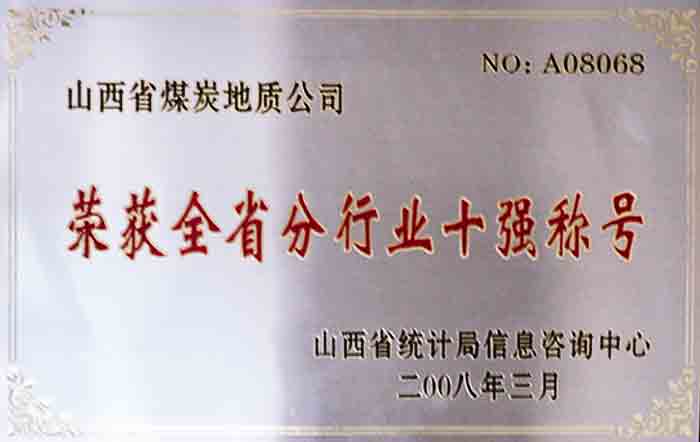 NO: A08068
山西省煤炭地质公司
荣获全省分行业十强称号
山西省统计局信息咨询中心
二00八年三月